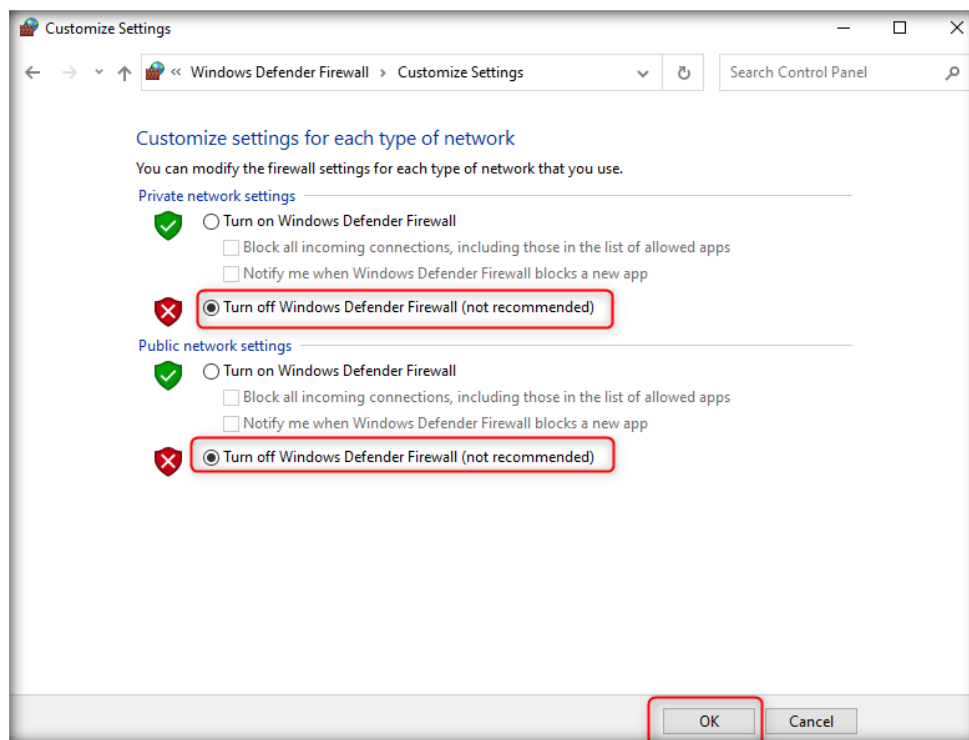 Customize Settings
« Windows Defender Firewall › Customize Settings Search Control Panel
Customize settings for each type of network
You can modify the firewall settings for each type of network that you use.
Private network settings
Turn on Windows Defender Firewall
Block all incoming connections, including those in the list of allowed apps
Notify me when Windows Defender Firewall blocks a new app
Turn off Windows Defender Firewall (not recommended)
Public network settings
Turn on Windows Defender Firewall
Block all incoming connections, including those in the list of allowed apps
Notify me when Windows Defender Firewall blocks a new app
Turn off Windows Defender Firewall (not recommended)
OK Cancel